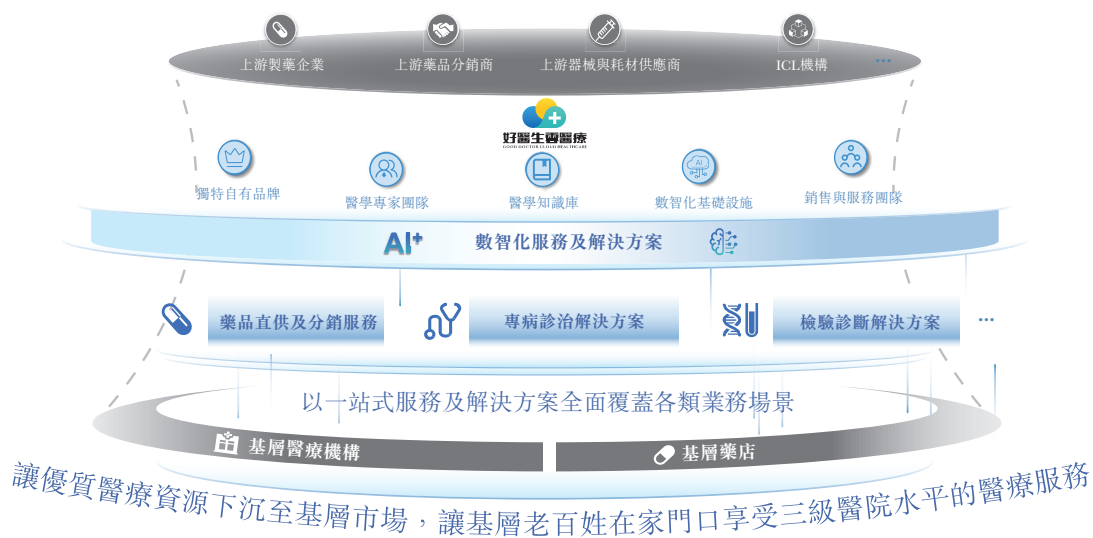 上游製藥企業
上游藥品分銷商
上游器械與耗材供應商
ICL機構
...
好醫生雲醫療
GOOD DOCTOR CLOUD HEALTHCARE
獨特自有品牌
醫學專家團隊
醫學知識庫
AI
數智化基礎設施
銷售與服務團隊
AI+
數智化服務及解決方案
藥品直供及分銷服務
專病診治解決方案
檢驗診斷解決方案
...
以一站式服務及解決方案全面覆蓋各類業務場景
基層醫療機構
基層藥店
讓優質醫療資源下沉至基層市場，讓基層老百姓在家門口享受三級醫院水平的醫療服務